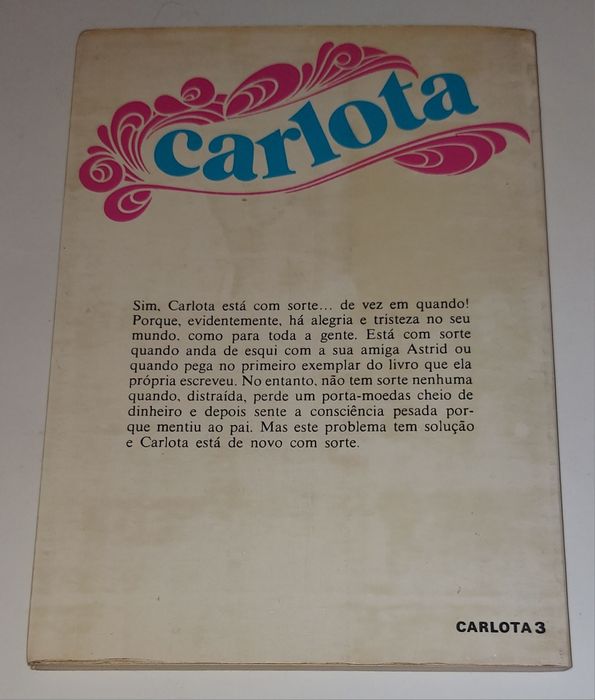 carlota
Sim, Carlota está com sorte... de vez em quando!
Porque, evidentemente, há alegria e tristeza no seu
mundo, como para toda a gente. Está com sorte
quando anda de esqui com a sua amiga Astrid ou
quando pega no primeiro exemplar do livro que ela
própria escreveu. No entanto, não tem sorte nenhuma
quando, distraída, perde um porta-moedas cheio de
dinheiro e depois sente a consciência pesada por-
que mentiu ao pai. Mas este problema tem solução
e Carlota está de novo com sorte.
CARLOTA 3